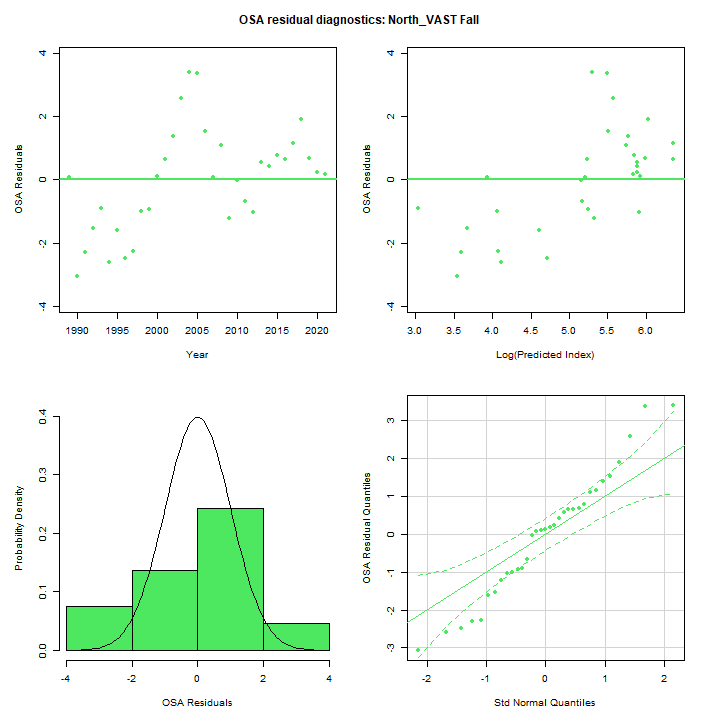 OSA residual diagnostics: North_VAST Fall
OSA Residuals
4
2
0
-2
-4
1990 1995 2000 2005 2010 2015 2020
Year
OSA Residuals
4
2
0
-2
-4
3.0 3.5 4.0 4.5 5.0 5.5 6.0
Log(Predicted Index)
Probability Density
0.4
0.3
0.2
0.1
0.0
-4 -2 0 2 4
OSA Residuals
OSA Residual Quantiles
3
2
1
0
-1
-2
-3
-2 -1 0 1 2
Std Normal Quantiles